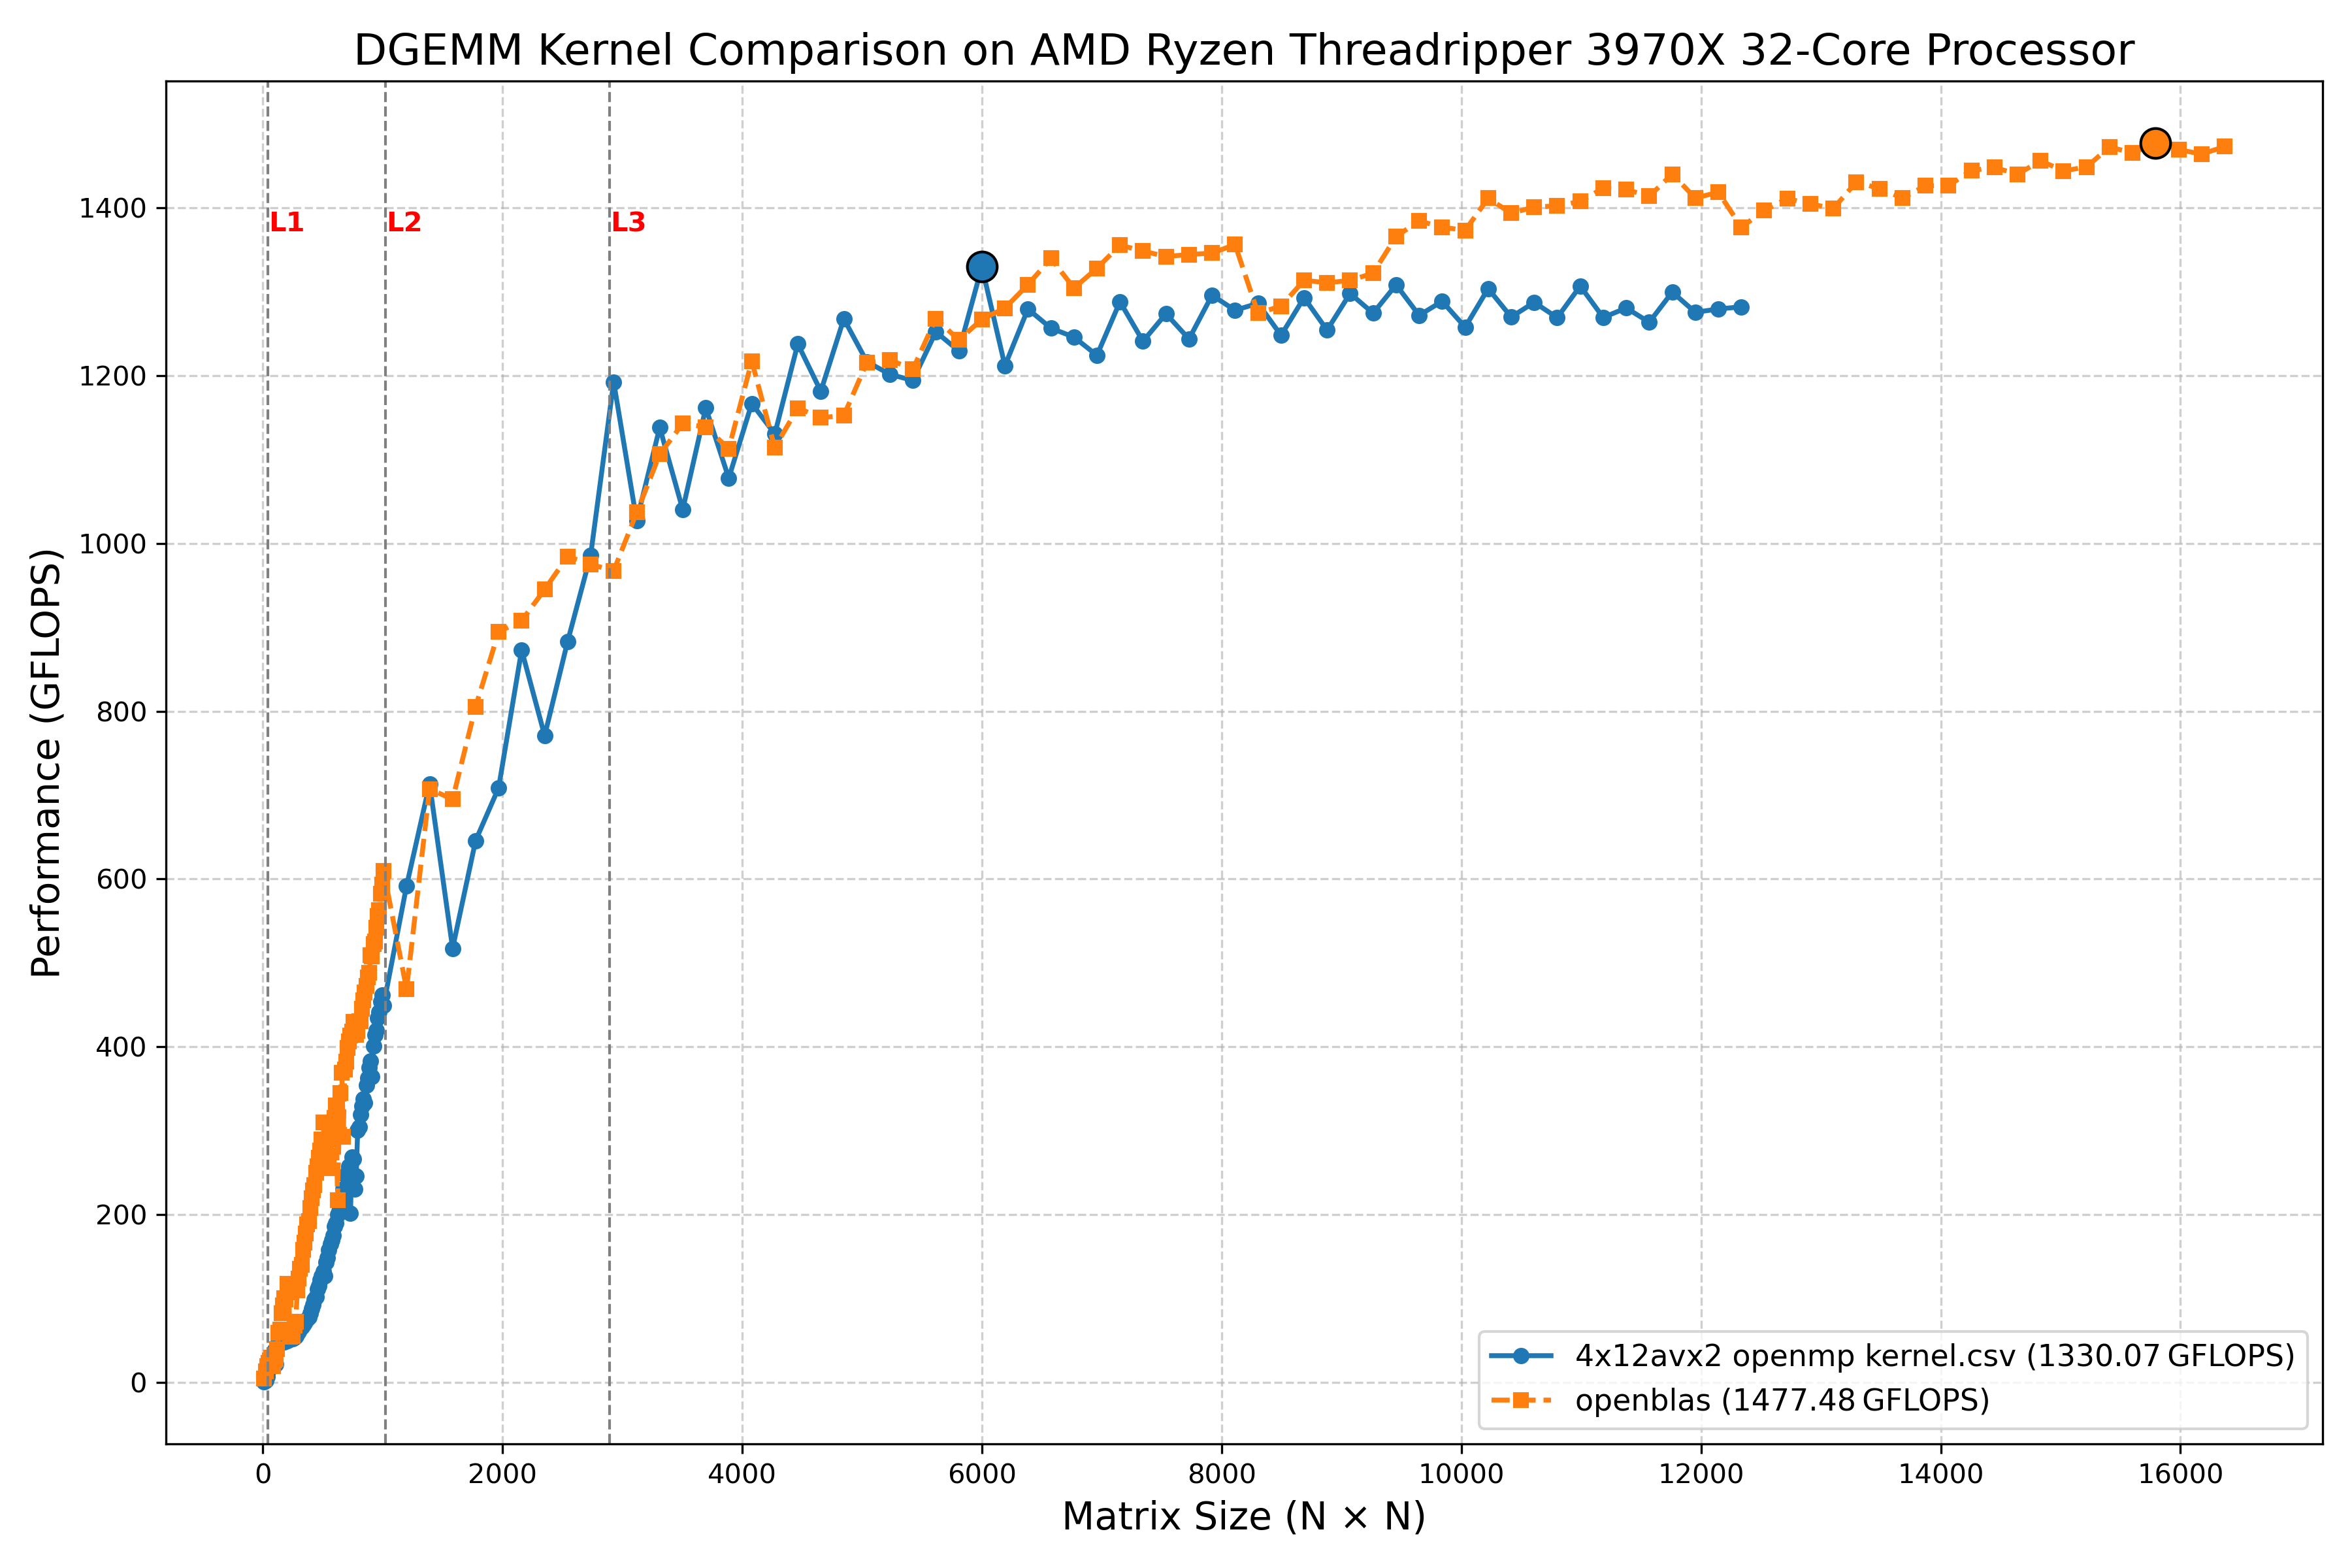 DGEMM Kernel Comparison on AMD Ryzen Threadripper 3970X 32-Core Processor
Performance (GFLOPS)
1400
1200
1000
800
600
400
200
0
L1
L2
L3
4x12avx2 openmp kernel.csv (1330.07 GFLOPS)
openblas (1477.48 GFLOPS)
0
2000
4000
6000
8000
10000
12000
14000
16000
Matrix Size (N × N)